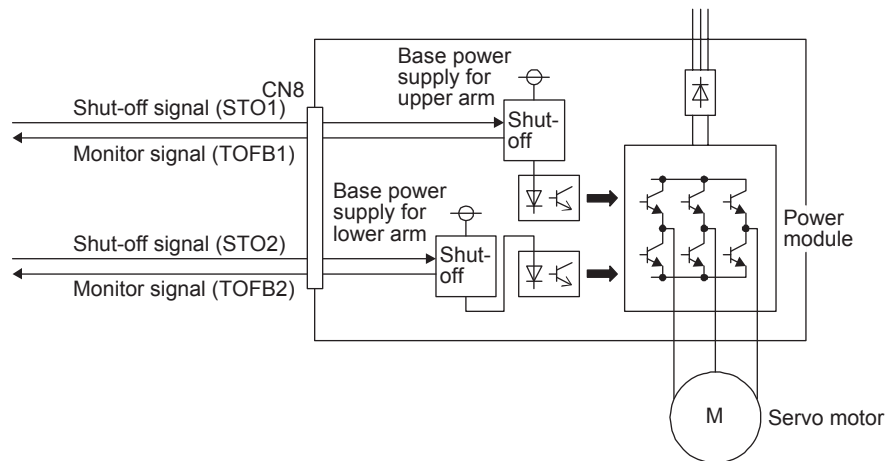 CN8
Shut-off signal (STO1)
Monitor signal (TOFB1)
Base power
supply for
upper arm
Shut-
off
Base power
supply for
lower arm
Shut-off signal (STO2)
Monitor signal (TOFB2)
Shut-
off
Power
module
M
Servo motor